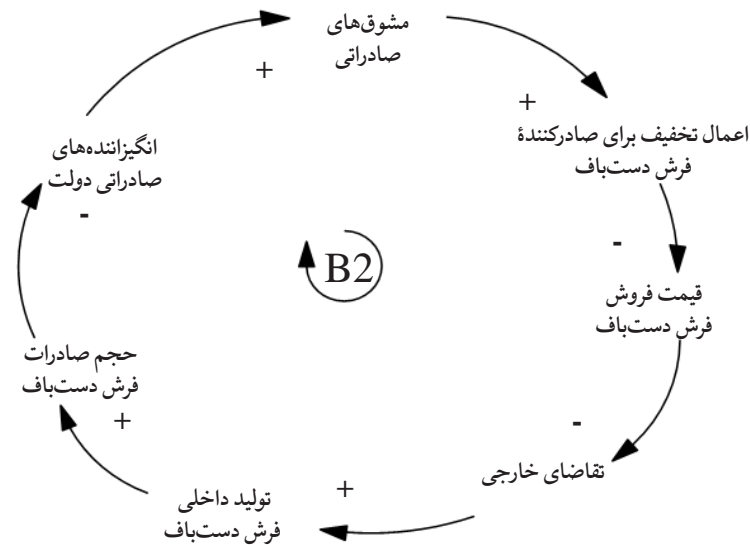 مشوق‌های
صادراتی
+
+
اعمال تخفیف برای صادرکنندهٔ
فرش دست‌باف
انگیزاننده‌های
صادراتی دولت
-
-
B2
قیمت فروش
فرش دست‌باف
حجم صادرات
فرش دست‌باف
+
-
تقاضای خارجی
+
تولید داخلی
فرش دست‌باف